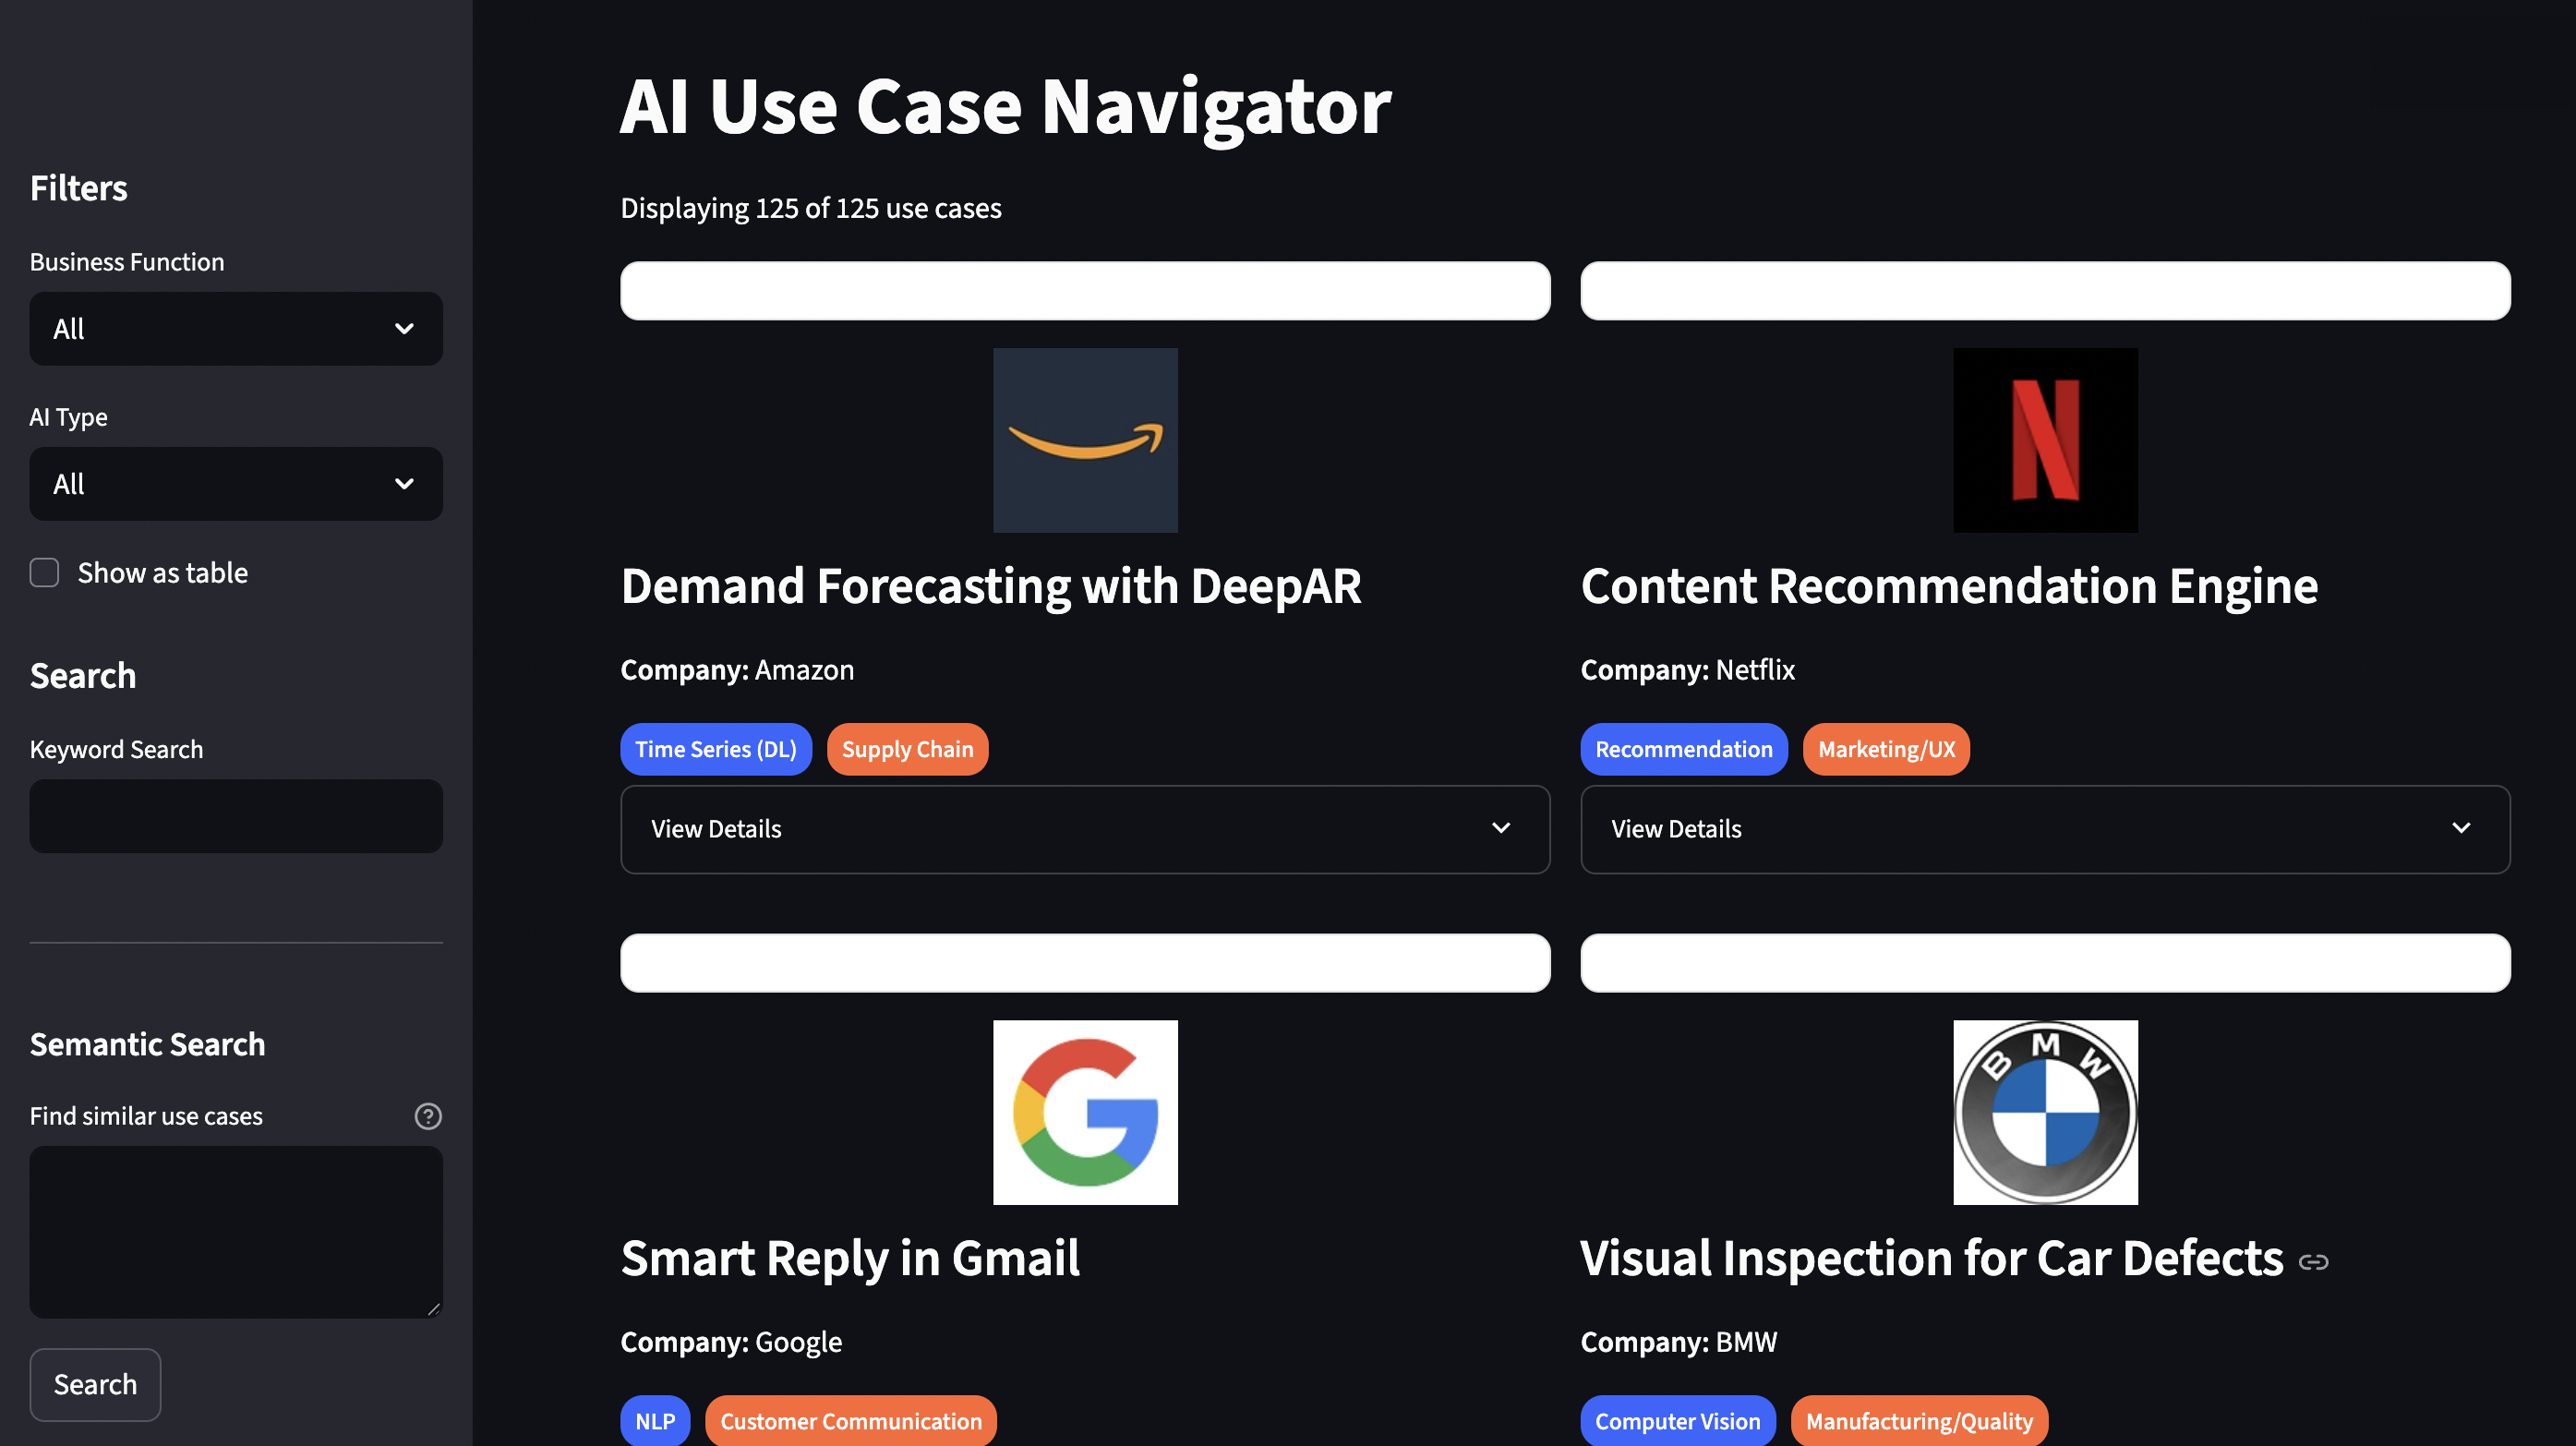 Filters
Business Function
All
AI Type
All
Show as table
Search
Keyword Search
Semantic Search
Find similar use cases
Search
AI Use Case Navigator
Displaying 125 of 125 use cases
Demand Forecasting with DeepAR
Company: Amazon
Time Series (DL) Supply Chain
View Details
N
Content Recommendation Engine
Company: Netflix
Recommendation Marketing/UX
View Details
G
Smart Reply in Gmail
Company: Google
NLP Customer Communication
BMW
Visual Inspection for Car Defects
Company: BMW
Computer Vision Manufacturing/Quality